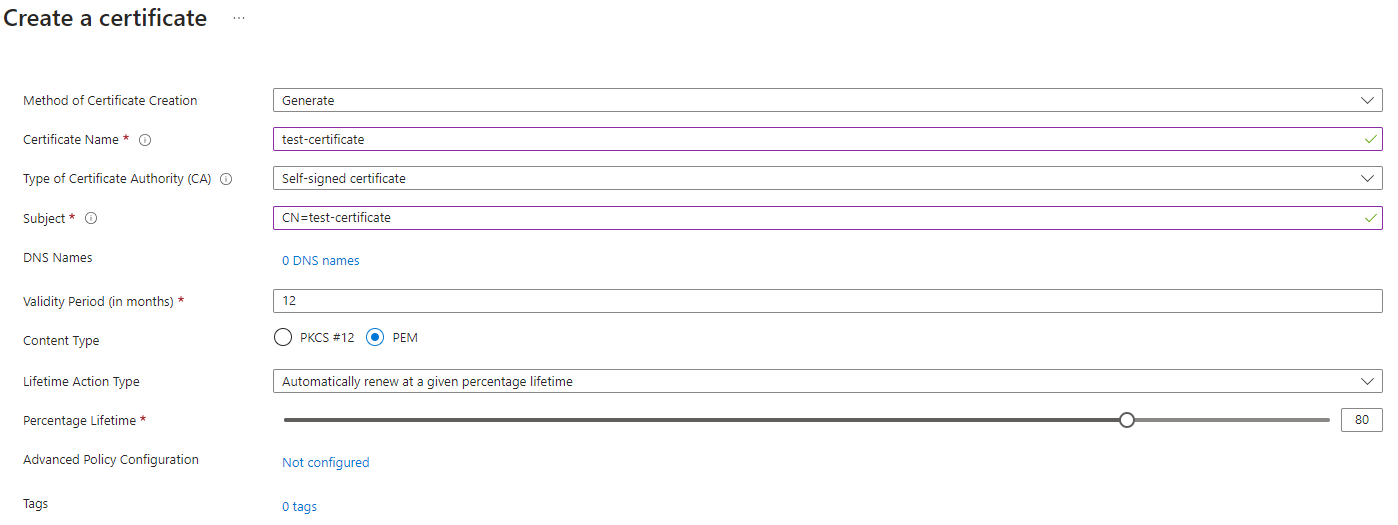 Create a certificate ...
Method of Certificate Creation Generate
Certificate Name * test-certificate
Type of Certificate Authority (CA) Self-signed certificate
Subject * CN=test-certificate
DNS Names 0 DNS names
Validity Period (in months) * 12
Content Type PKCS #12 PEM
Lifetime Action Type Automatically renew at a given percentage lifetime
Percentage Lifetime * 80
Advanced Policy Configuration Not configured
Tags 0 tags